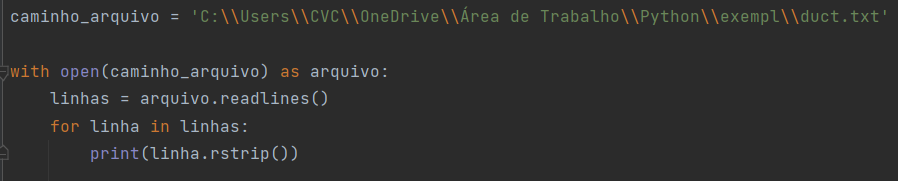 caminho_arquivo = 'C:\\Users\\CVC\\OneDrive\\Área de Trabalho\\Python\\exempl\\duct.txt'
with open(caminho_arquivo) as arquivo:
    linhas = arquivo.readlines()
    for linha in linhas:
        print(linha.rstrip())